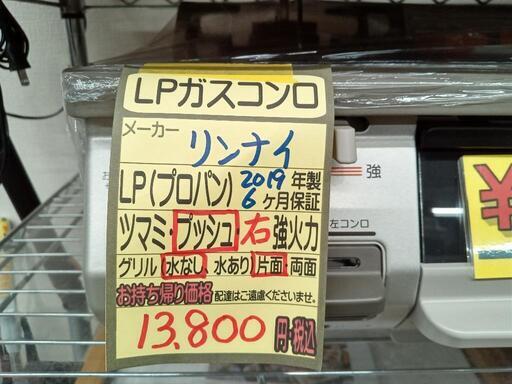 LPガスコンロ
メーカー
リンナイ
LP(プロパン) 2019年製
6ヶ月保証
ツマミ・プッシュ・右強火力
グリル 水なし、水あり 片面・両面
お持ち帰り価格 配達はご遠慮くださいませ。
13,800 円・税込
強
左コンロ